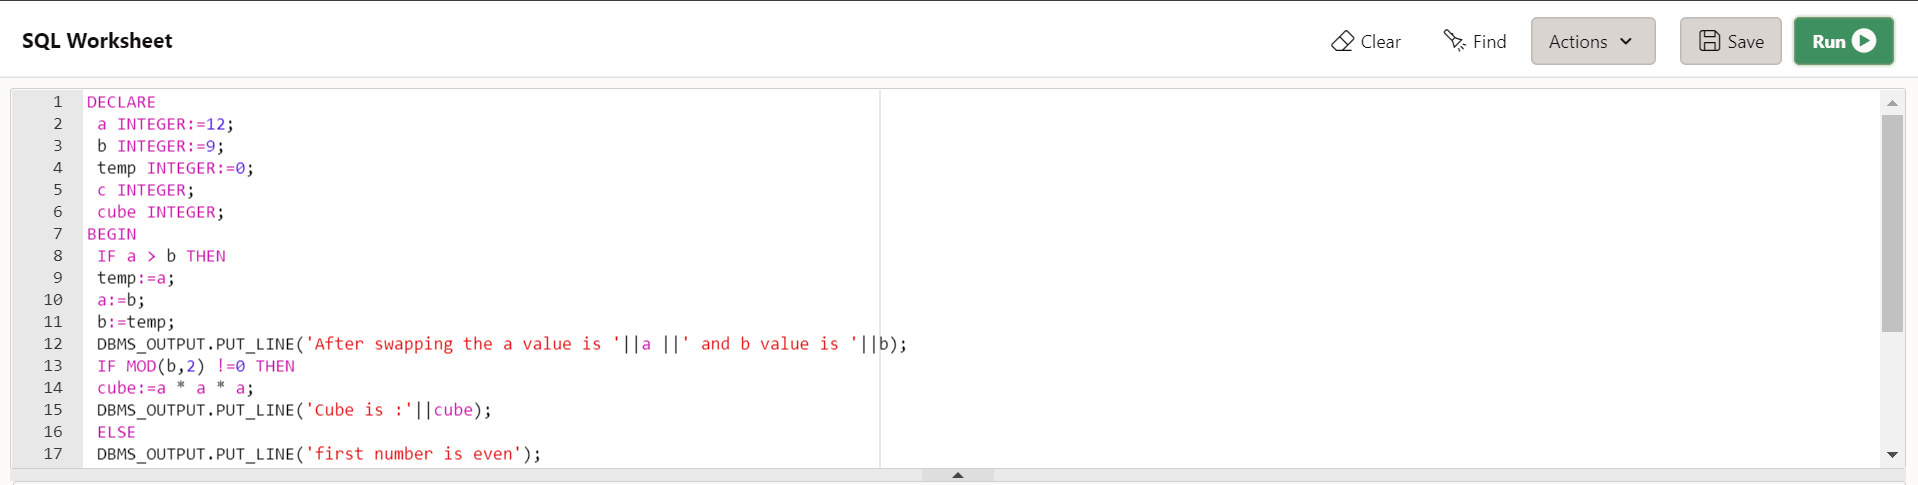 SQL Worksheet
Clear Find Actions Save Run
1 DECLARE
2 a INTEGER:=12;
3 b INTEGER:=9;
4 temp INTEGER:=0;
5 c INTEGER;
6 cube INTEGER;
7 BEGIN
8 IF a > b THEN
9 temp:=a;
10 a:=b;
11 b:=temp;
12 DBMS_OUTPUT.PUT_LINE('After swapping the a value is '||a ||' and b value is '||b);
13 IF MOD(b,2) !=0 THEN
14 cube:=a * a * a;
15 DBMS_OUTPUT.PUT_LINE('Cube is :'||cube);
16 ELSE
17 DBMS_OUTPUT.PUT_LINE('first number is even');